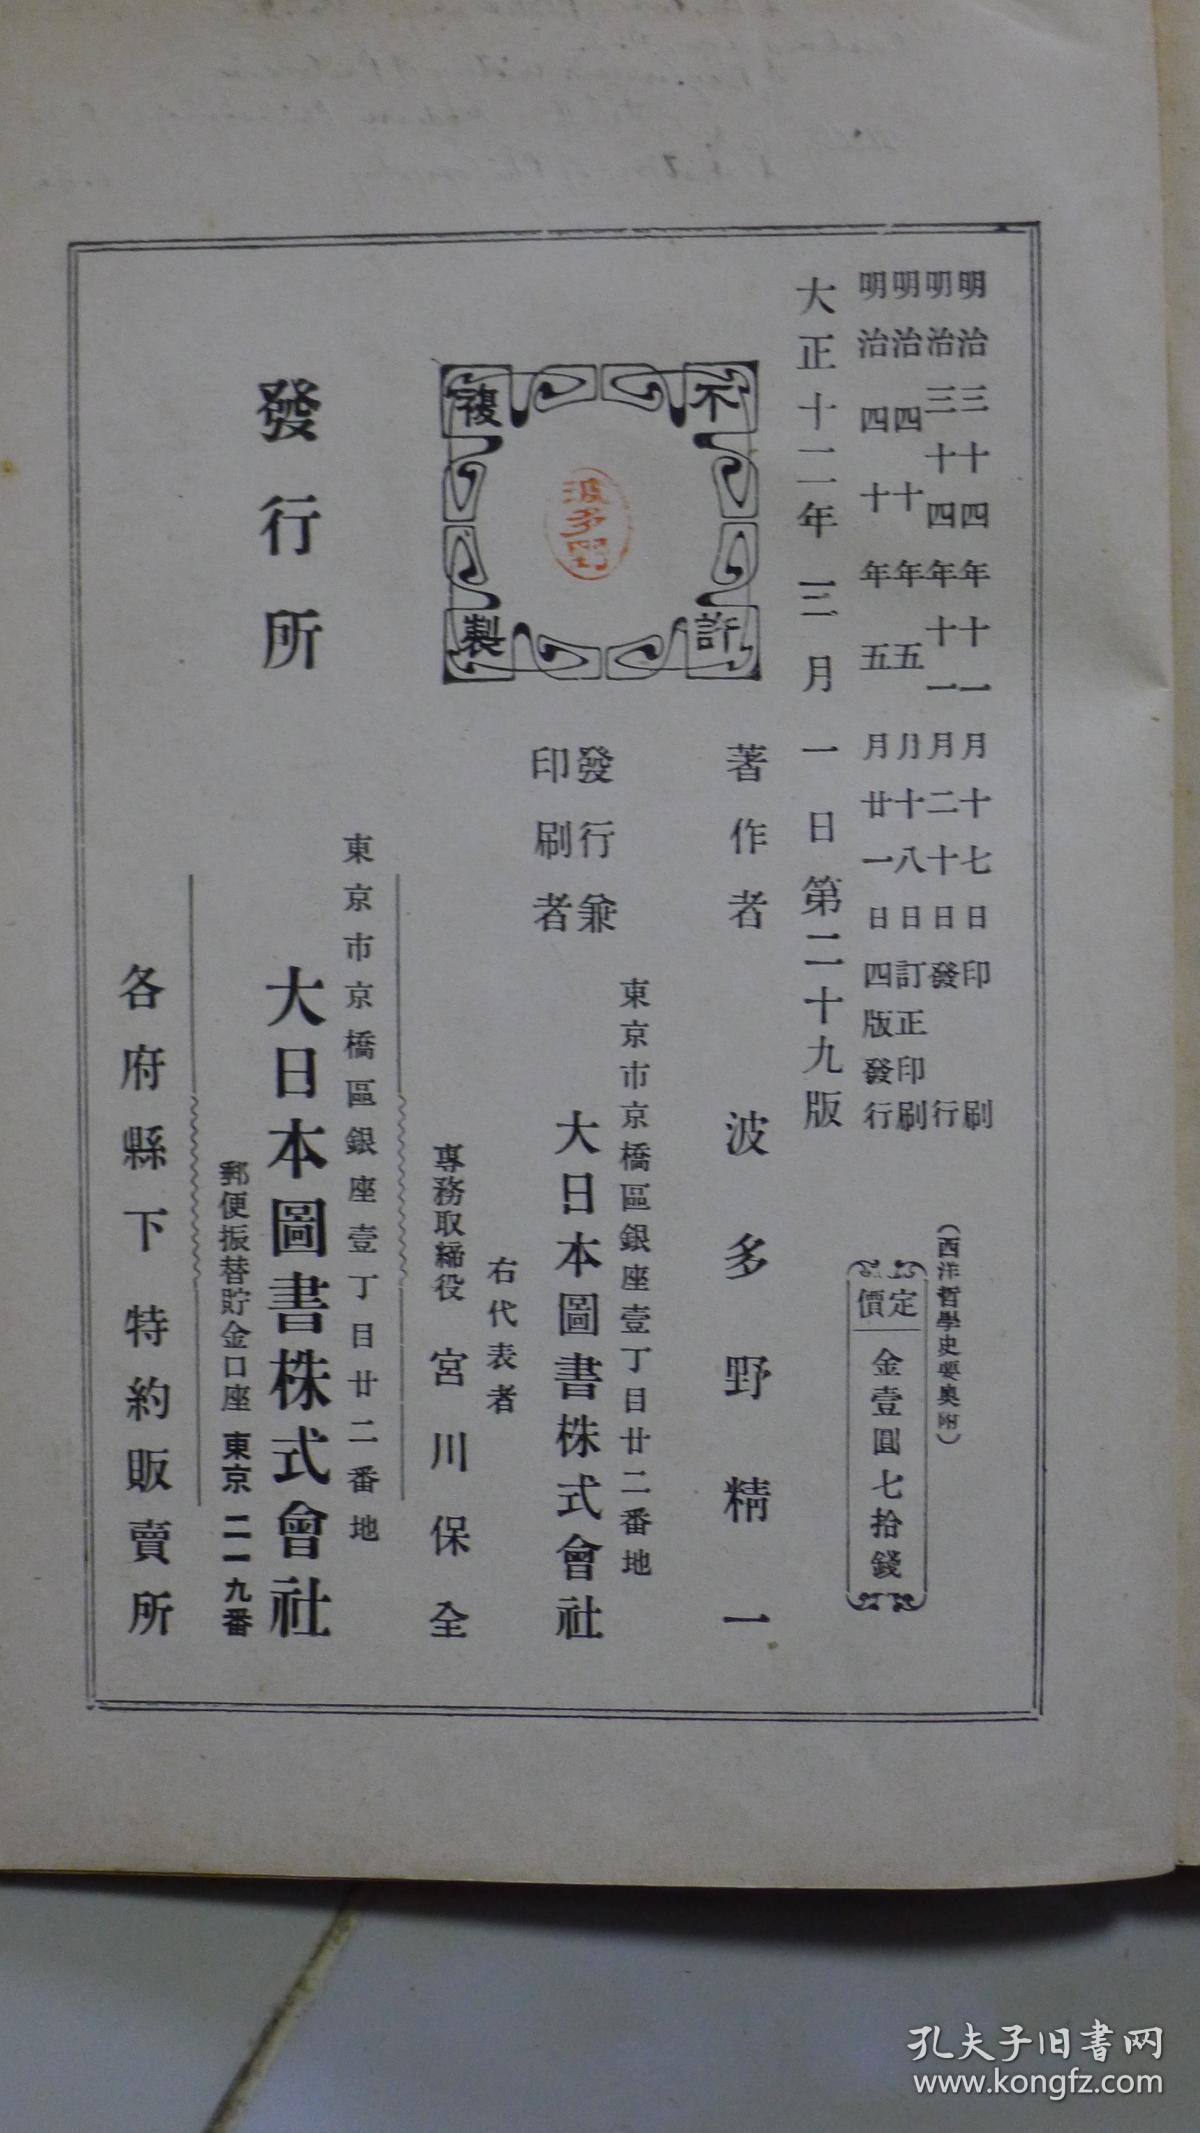 明治三十四年十一月十七日印刷
明治三十四年十一月二十日發行
明治四十年五月十八日訂正印刷
明治四十年五月廿一日四版發行
大正十二年三月一日第二十九版
(西洋哲學史要奧附)
定價
金壹圓七拾錢
不許複製
波多野
著作者 波多野精一
發行兼
印刷者
東京市京橋區銀座壹丁目廿二番地
大日本圖書株式會社
右代表者
專務取締役 宮川保全
發行所
東京市京橋區銀座壹丁目廿二番地
大日本圖書株式會社
郵便振替貯金口座東京二一九番
各府縣下特約販賣所
孔夫子旧书网
www.kongfz.com